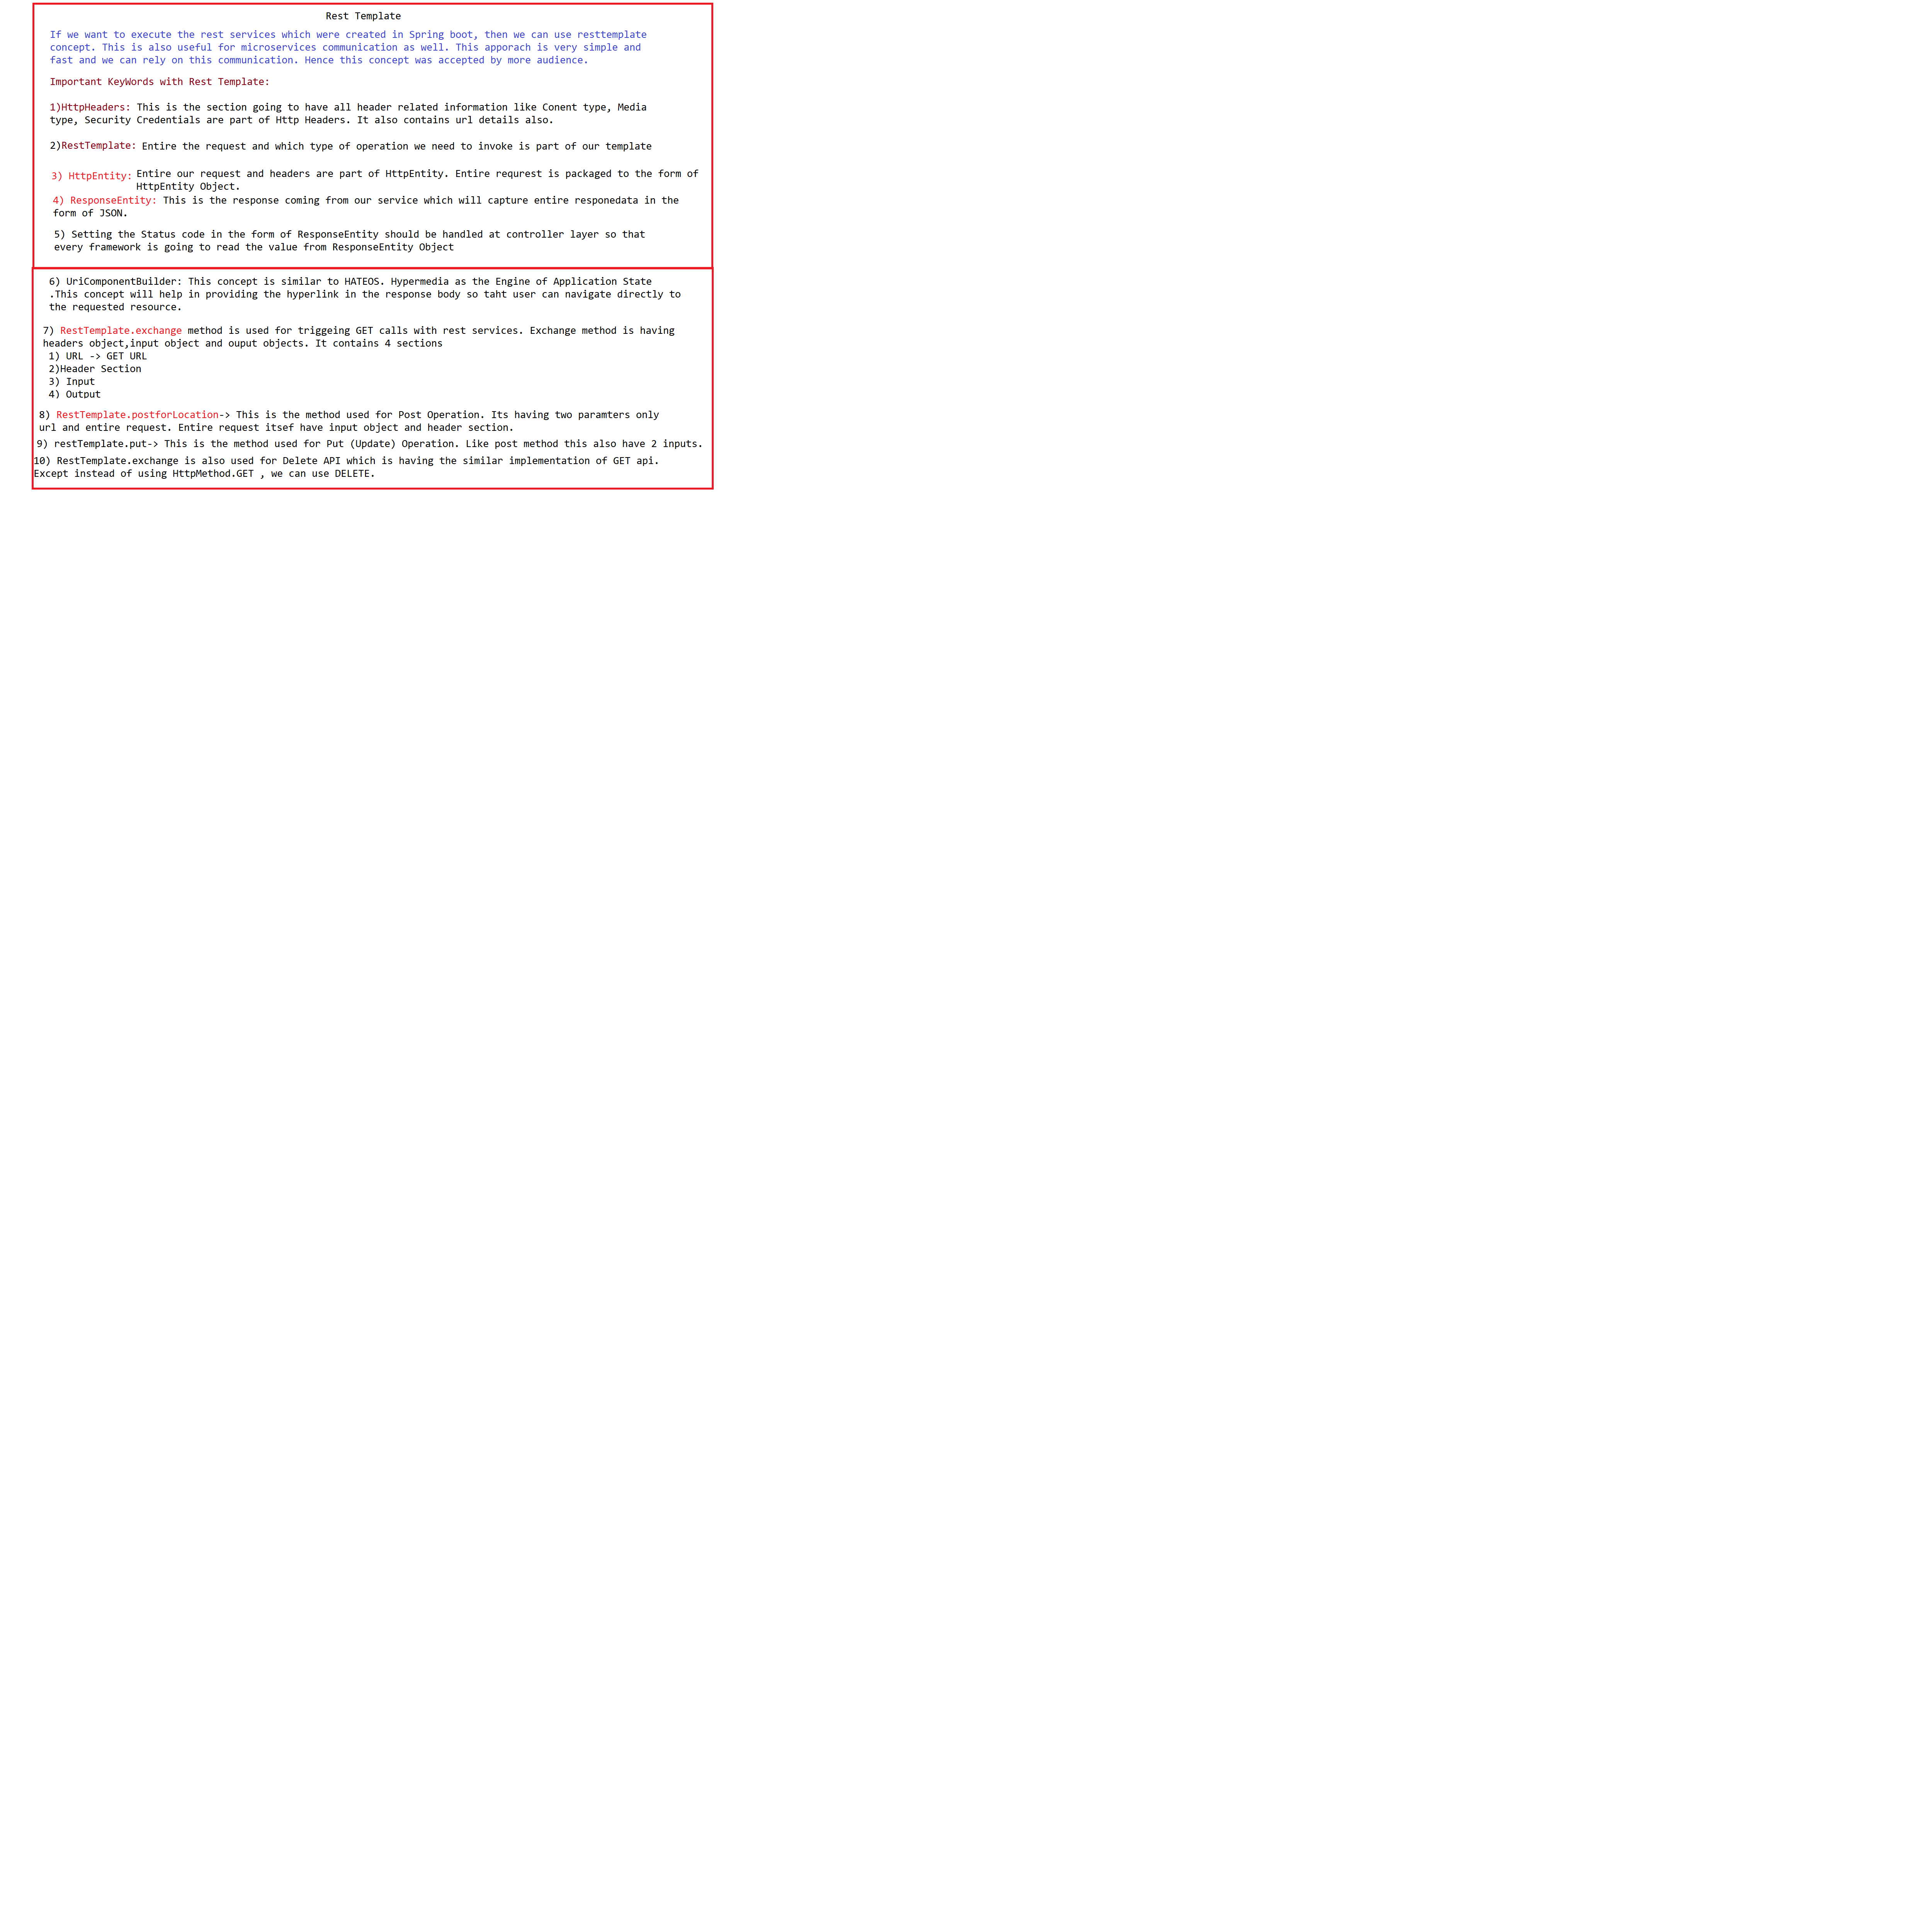 Rest Template
If we want to execute the rest services which were created in Spring boot, then we can use resttemplate
concept. This is also useful for microservices communication as well. This apporach is very simple and
fast and we can rely on this communication. Hence this concept was accepted by more audience.
Important KeyWords with Rest Template:
1)HttpHeaders: This is the section going to have all header related information like Conent type, Media
type, Security Credentials are part of Http Headers. It also contains url details also.
2)RestTemplate: Entire the request and which type of operation we need to invoke is part of our template
3) HttpEntity: Entire our request and headers are part of HttpEntity. Entire requrest is packaged to the form of
HttpEntity Object.
4) ResponseEntity: This is the response coming from our service which will capture entire responedata in the
form of JSON.
5) Setting the Status code in the form of ResponseEntity should be handled at controller layer so that
every framework is going to read the value from ResponseEntity Object
6) UriComponentBuilder: This concept is similar to HATEOS. Hypermedia as the Engine of Application State
.This concept will help in providing the hyperlink in the response body so taht user can navigate directly to
the requested resource.
7) RestTemplate.exchange method is used for triggeing GET calls with rest services. Exchange method is having
headers object,input object and ouput objects. It contains 4 sections
1) URL -> GET URL
2)Header Section
3) Input
4) Output
8) RestTemplate.postforLocation-> This is the method used for Post Operation. Its having two paramters only
url and entire request. Entire request itsef have input object and header section.
9) restTemplate.put-> This is the method used for Put (Update) Operation. Like post method this also have 2 inputs.
10) RestTemplate.exchange is also used for Delete API which is having the similar implementation of GET api.
Except instead of using HttpMethod.GET , we can use DELETE.